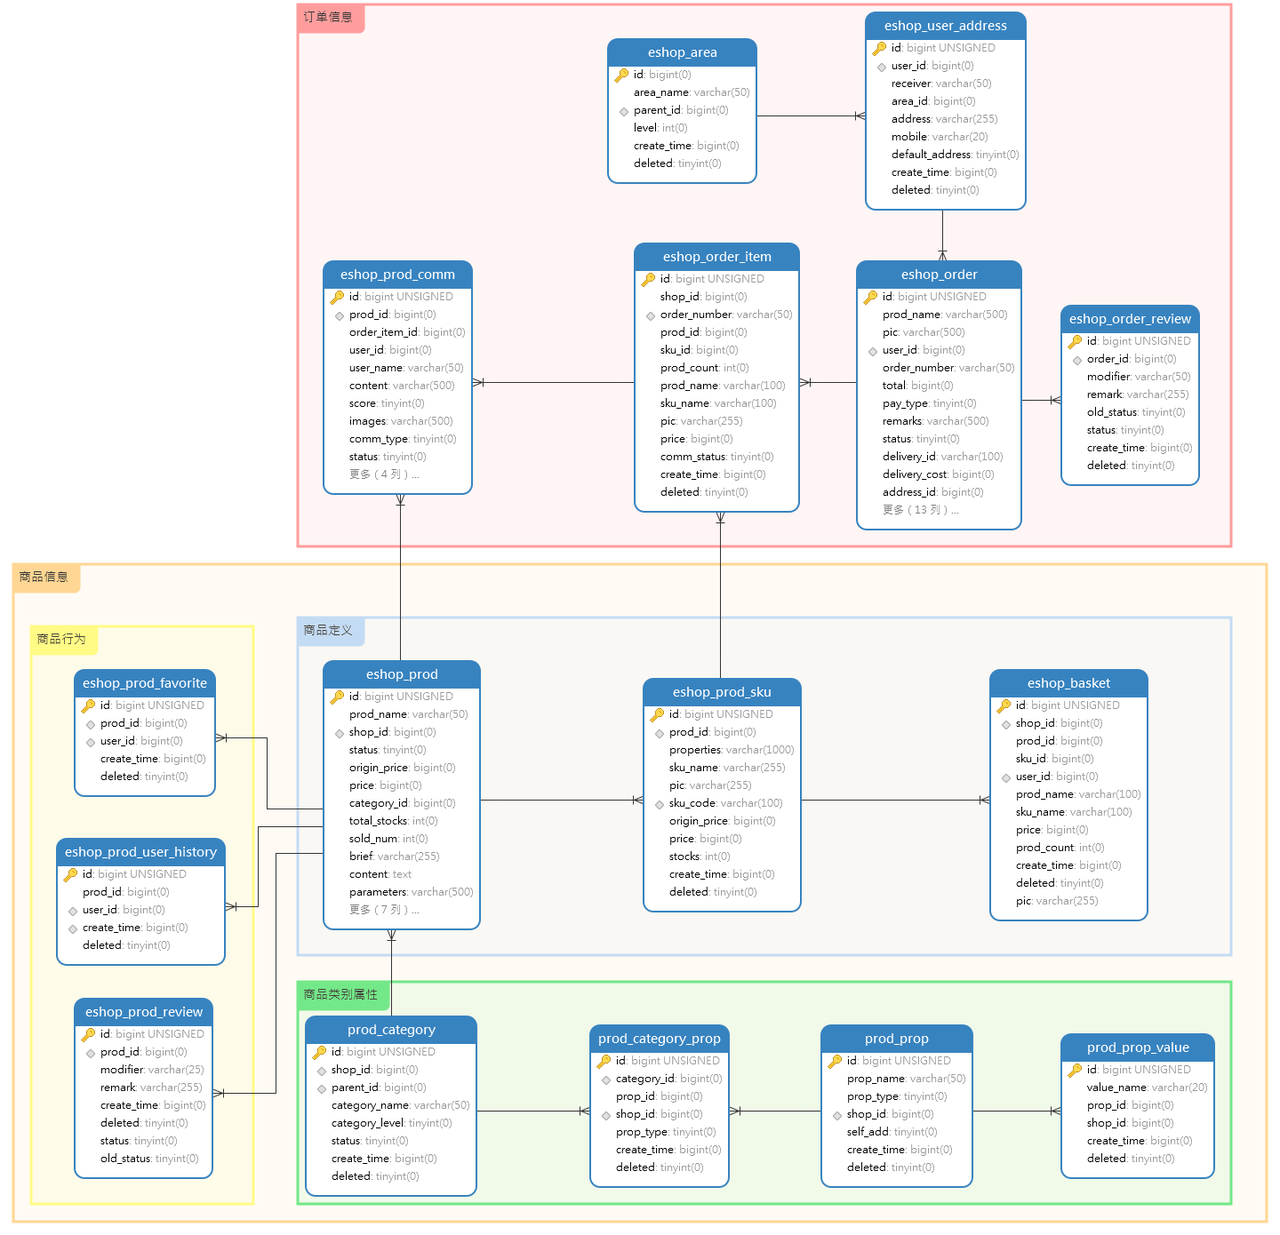 订单信息
eshop_area
id: bigint(0)
area_name: varchar(50)
parent_id: bigint(0)
level: int(0)
create_time: bigint(0)
deleted: tinyint(0)
eshop_user_address
id: bigint UNSIGNED
user_id: bigint(0)
receiver: varchar(50)
area_id: bigint(0)
address: varchar(255)
mobile: varchar(20)
default_address: tinyint(0)
create_time: bigint(0)
deleted: tinyint(0)
eshop_prod_comm
id: bigint UNSIGNED
prod_id: bigint(0)
order_item_id: bigint(0)
user_id: bigint(0)
user_name: varchar(50)
content: varchar(500)
score: tinyint(0)
images: varchar(500)
comm_type: tinyint(0)
status: tinyint(0)
更多 ( 4 列 ) ...
eshop_order_item
id: bigint UNSIGNED
shop_id: bigint(0)
order_number: varchar(50)
prod_id: bigint(0)
sku_id: bigint(0)
prod_count: int(0)
prod_name: varchar(100)
sku_name: varchar(100)
pic: varchar(255)
price: bigint(0)
comm_status: tinyint(0)
create_time: bigint(0)
deleted: tinyint(0)
eshop_order
id: bigint UNSIGNED
prod_name: varchar(500)
pic: varchar(500)
user_id: bigint(0)
order_number: varchar(50)
total: bigint(0)
pay_type: tinyint(0)
remarks: varchar(500)
status: tinyint(0)
delivery_id: varchar(100)
delivery_cost: bigint(0)
address_id: bigint(0)
更多 ( 13 列 ) ...
eshop_order_review
id: bigint UNSIGNED
order_id: bigint(0)
modifier: varchar(50)
remark: varchar(255)
old_status: tinyint(0)
status: tinyint(0)
create_time: bigint(0)
deleted: tinyint(0)
商品信息
商品行为
eshop_prod_favorite
id: bigint UNSIGNED
prod_id: bigint(0)
user_id: bigint(0)
create_time: bigint(0)
deleted: tinyint(0)
eshop_prod_user_history
id: bigint UNSIGNED
prod_id: bigint(0)
user_id: bigint(0)
create_time: bigint(0)
deleted: tinyint(0)
eshop_prod_review
id: bigint UNSIGNED
prod_id: bigint(0)
modifier: varchar(25)
remark: varchar(255)
create_time: bigint(0)
deleted: tinyint(0)
status: tinyint(0)
old_status: tinyint(0)
商品定义
eshop_prod
id: bigint UNSIGNED
prod_name: varchar(50)
shop_id: bigint(0)
status: tinyint(0)
origin_price: bigint(0)
price: bigint(0)
category_id: bigint(0)
total_stocks: int(0)
sold_num: int(0)
brief: varchar(255)
content: text
parameters: varchar(500)
更多 ( 7 列 ) ...
eshop_prod_sku
id: bigint UNSIGNED
prod_id: bigint(0)
properties: varchar(1000)
sku_name: varchar(255)
pic: varchar(255)
sku_code: varchar(100)
origin_price: bigint(0)
price: bigint(0)
stocks: int(0)
create_time: bigint(0)
deleted: tinyint(0)
eshop_basket
id: bigint UNSIGNED
shop_id: bigint(0)
prod_id: bigint(0)
sku_id: bigint(0)
user_id: bigint(0)
prod_name: varchar(100)
sku_name: varchar(100)
price: bigint(0)
prod_count: int(0)
create_time: bigint(0)
deleted: tinyint(0)
pic: varchar(255)
商品类别属性
prod_category
id: bigint UNSIGNED
shop_id: bigint(0)
parent_id: bigint(0)
category_name: varchar(50)
category_level: tinyint(0)
status: tinyint(0)
create_time: bigint(0)
deleted: tinyint(0)
prod_category_prop
id: bigint UNSIGNED
category_id: bigint(0)
prop_id: bigint(0)
shop_id: bigint(0)
prop_type: tinyint(0)
create_time: bigint(0)
deleted: tinyint(0)
prod_prop
id: bigint UNSIGNED
prop_name: varchar(50)
prop_type: tinyint(0)
shop_id: bigint(0)
self_add: tinyint(0)
create_time: bigint(0)
deleted: tinyint(0)
prod_prop_value
id: bigint UNSIGNED
value_name: varchar(20)
prop_id: bigint(0)
shop_id: bigint(0)
create_time: bigint(0)
deleted: tinyint(0)